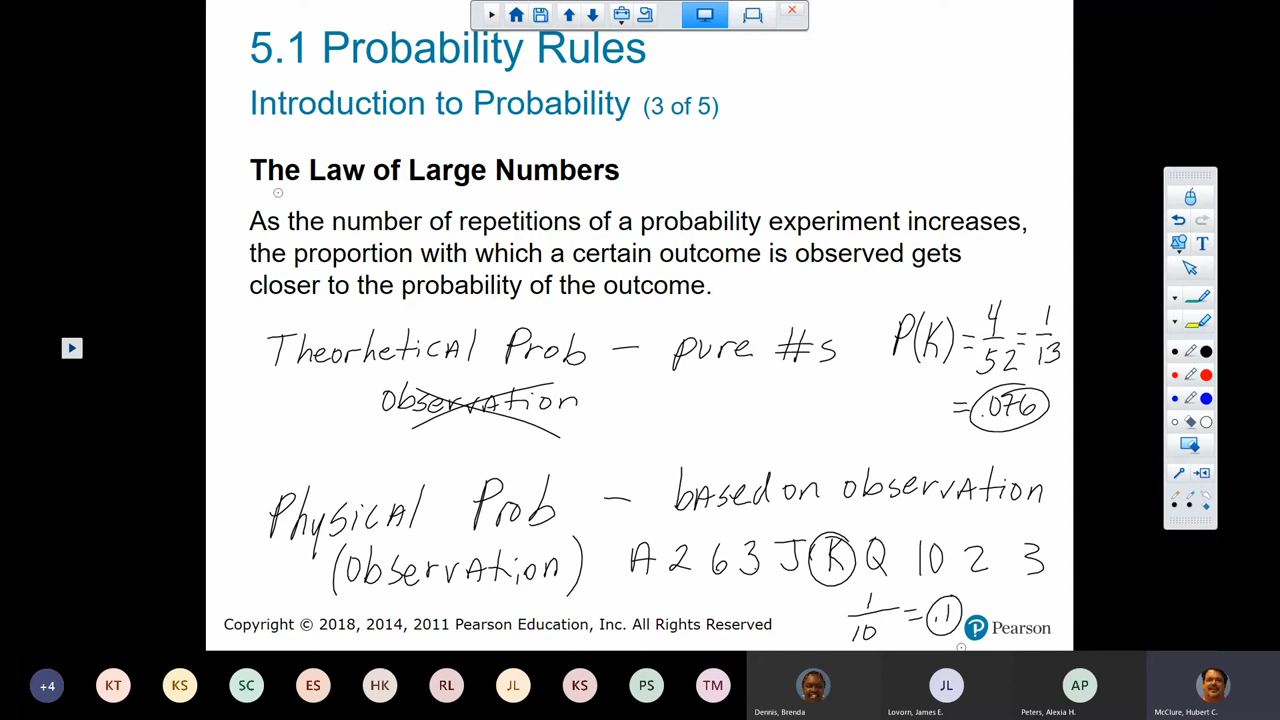 5.1 Probability Rules
Introduction to Probability (3 of 5)
The Law of Large Numbers
As the number of repetitions of a probability experiment increases,
the proportion with which a certain outcome is observed gets
closer to the probability of the outcome.
Theorhetical Prob – pure #s
P(K) = 4/52 = 1/13
= .076
Observation
Physical Prob – based on observation
(Observation)
A 2 6 3 J K Q 10 2 3
1/10 = .1
Copyright © 2018, 2014, 2011 Pearson Education, Inc. All Rights Reserved
P Pearson
T
+4 KT KS SC ES HK RL JL KS PS TM JL AP
Dennis, Brenda
Lovorn, James E.
Peters, Alexia H.
McClure, Hubert C.